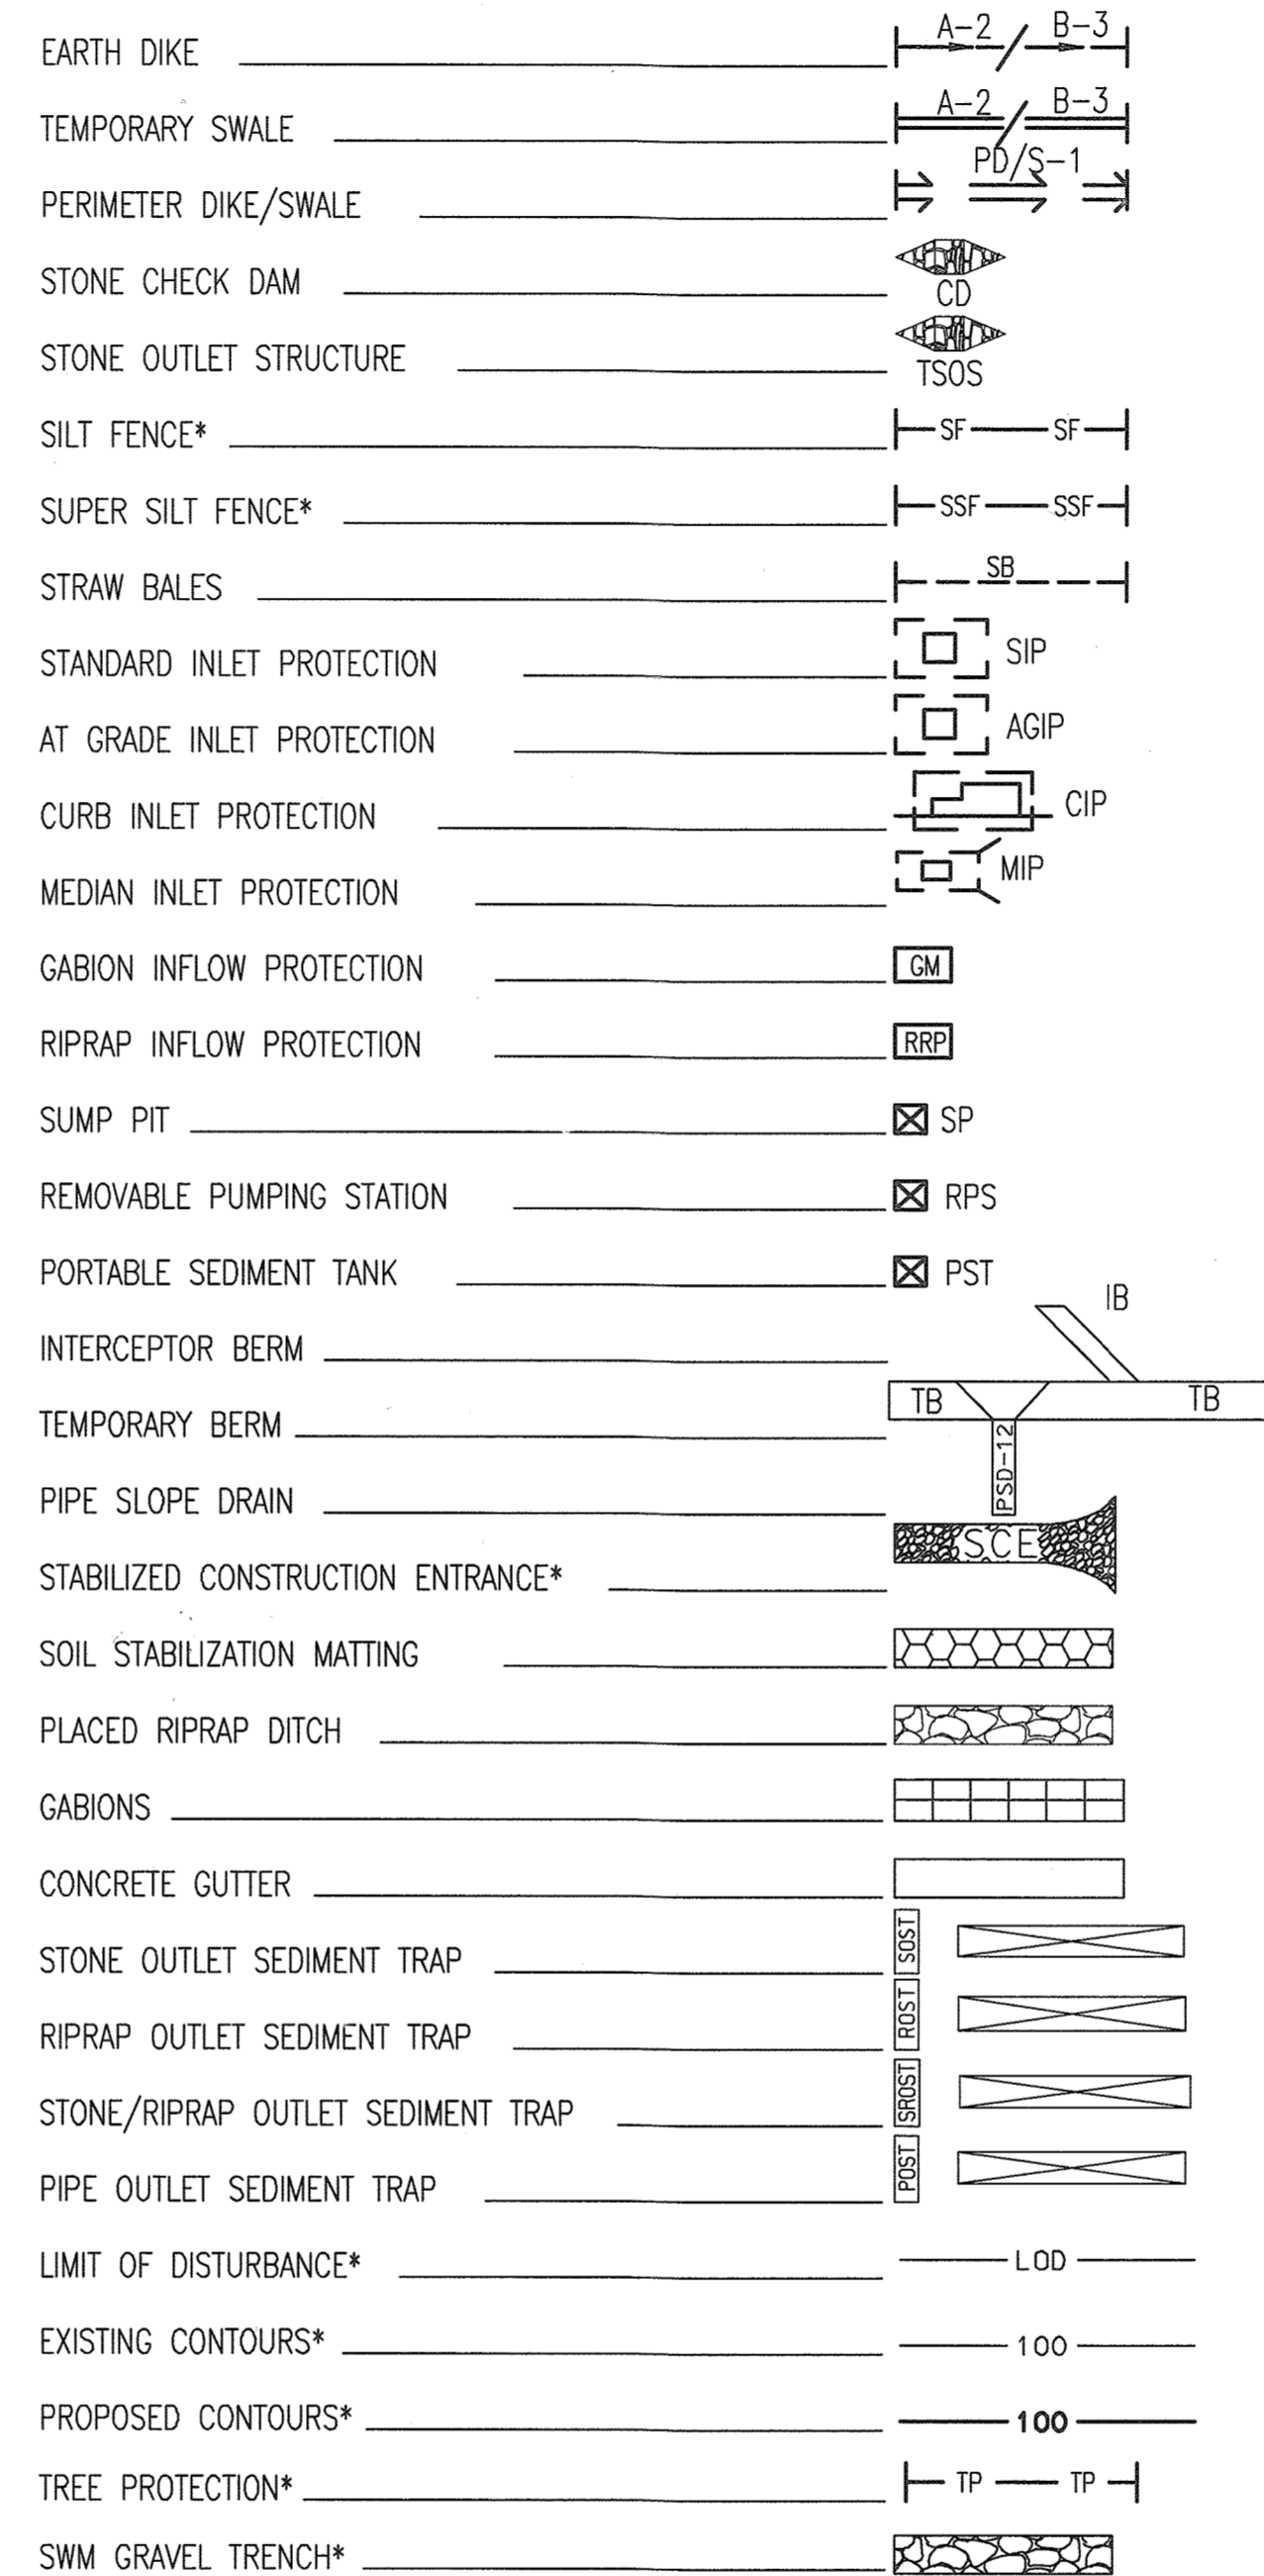 EARTH DIKE A-2 B-3
TEMPORARY SWALE A-2 B-3
PERIMETER DIKE/SWALE PD/S-1
STONE CHECK DAM CD
STONE OUTLET STRUCTURE TSOS
SILT FENCE* SF SF
SUPER SILT FENCE* SSF SSF
STRAW BALES SB
STANDARD INLET PROTECTION SIP
AT GRADE INLET PROTECTION AGIP
CURB INLET PROTECTION CIP
MEDIAN INLET PROTECTION MIP
GABION INFLOW PROTECTION GM
RIPRAP INFLOW PROTECTION RRP
SUMP PIT SP
REMOVABLE PUMPING STATION RPS
PORTABLE SEDIMENT TANK PST
INTERCEPTOR BERM IB
TEMPORARY BERM TB TB
PIPE SLOPE DRAIN PSD-12
STABILIZED CONSTRUCTION ENTRANCE* SCE
SOIL STABILIZATION MATTING
PLACED RIPRAP DITCH
GABIONS
CONCRETE GUTTER
STONE OUTLET SEDIMENT TRAP SOST
RIPRAP OUTLET SEDIMENT TRAP ROST
STONE/RIPRAP OUTLET SEDIMENT TRAP SROST
PIPE OUTLET SEDIMENT TRAP POST
LIMIT OF DISTURBANCE* LOD
EXISTING CONTOURS* 100
PROPOSED CONTOURS* 100
TREE PROTECTION* TP TP
SWM GRAVEL TRENCH*